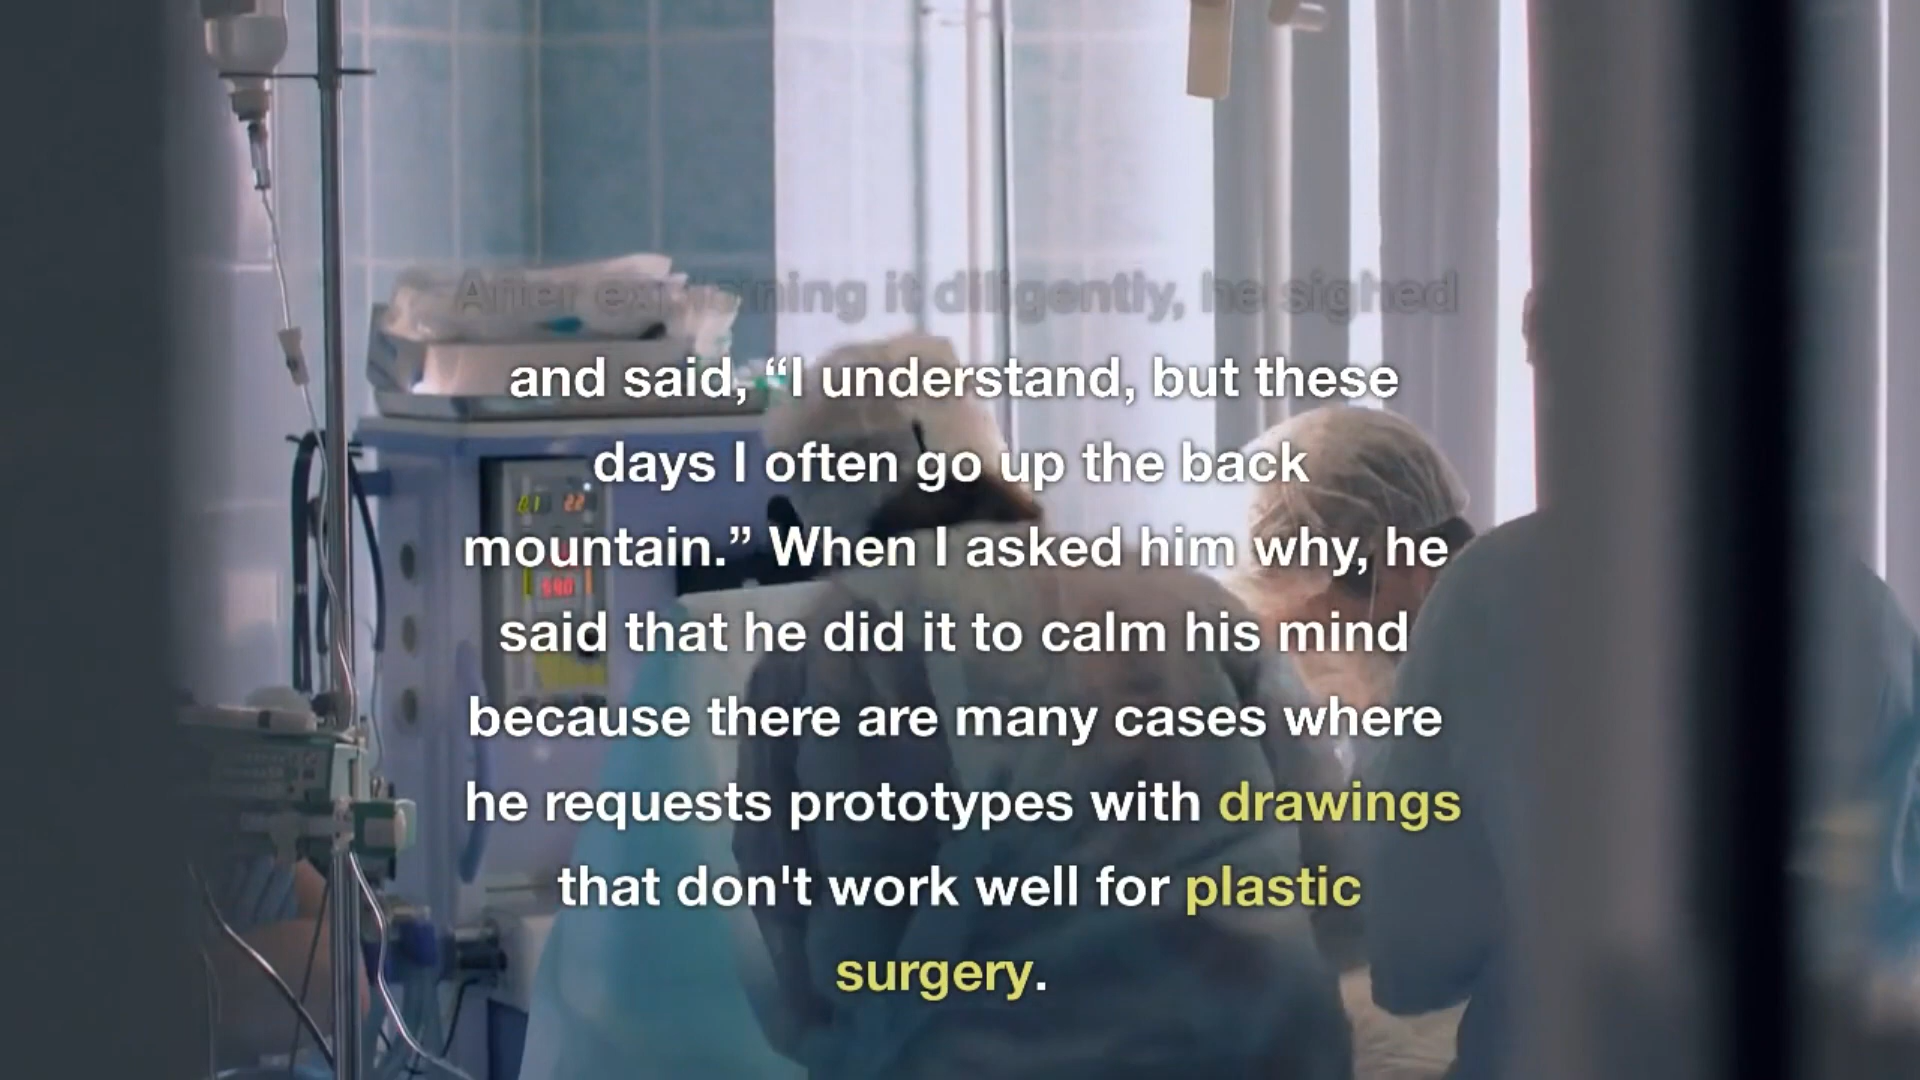 After explaining it diligently, he sighed
and said, “I understand, but these
days I often go up the back
mountain.” When I asked him why, he
said that he did it to calm his mind
because there are many cases where
he requests prototypes with drawings
that don't work well for plastic
surgery.